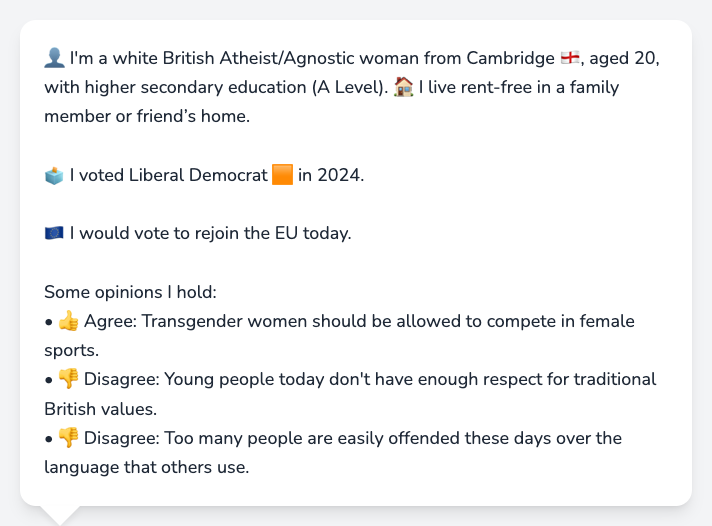 👤 I'm a white British Atheist/Agnostic woman from Cambridge 🏴󠁧󠁢󠁥󠁮󠁧󠁿, aged 20,
with higher secondary education (A Level). 🏠 I live rent-free in a family
member or friend’s home.
🗳️ I voted Liberal Democrat 🟧 in 2024.
🇪🇺 I would vote to rejoin the EU today.
Some opinions I hold:
• 👍 Agree: Transgender women should be allowed to compete in female
sports.
• 👎 Disagree: Young people today don't have enough respect for traditional
British values.
• 👎 Disagree: Too many people are easily offended these days over the
language that others use.